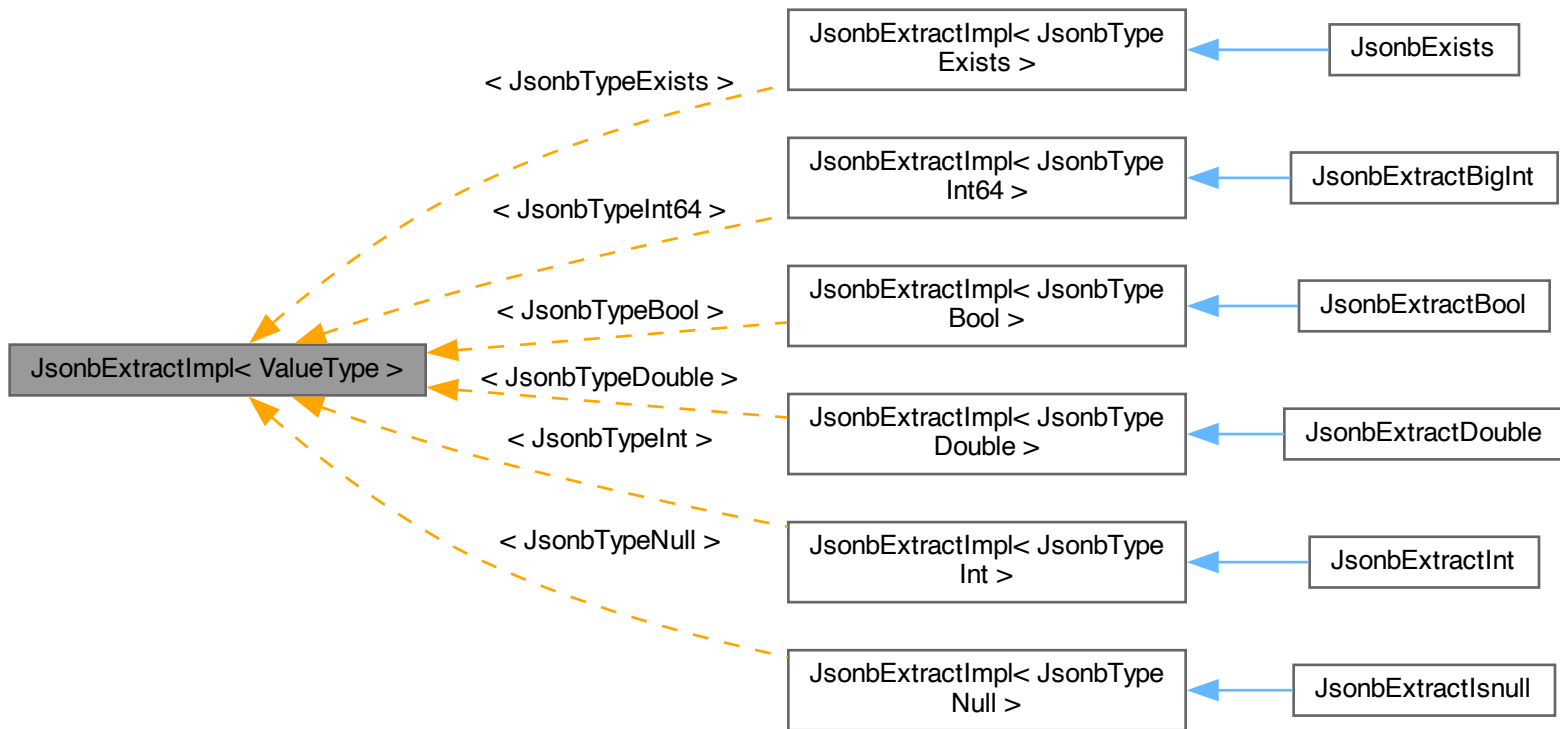 JsonbExtractImpl< JsonbType
Exists >
JsonbExists
< JsonbTypeExists >
JsonbExtractImpl< JsonbType
Int64 >
JsonbExtractBigInt
< JsonbTypeInt64 >
JsonbExtractImpl< JsonbType
Bool >
JsonbExtractBool
< JsonbTypeBool >
JsonbExtractImpl< ValueType >
< JsonbTypeDouble >
JsonbExtractImpl< JsonbType
Double >
JsonbExtractDouble
< JsonbTypeInt >
JsonbExtractImpl< JsonbType
Int >
JsonbExtractInt
< JsonbTypeNull >
JsonbExtractImpl< JsonbType
Null >
JsonbExtractIsnull